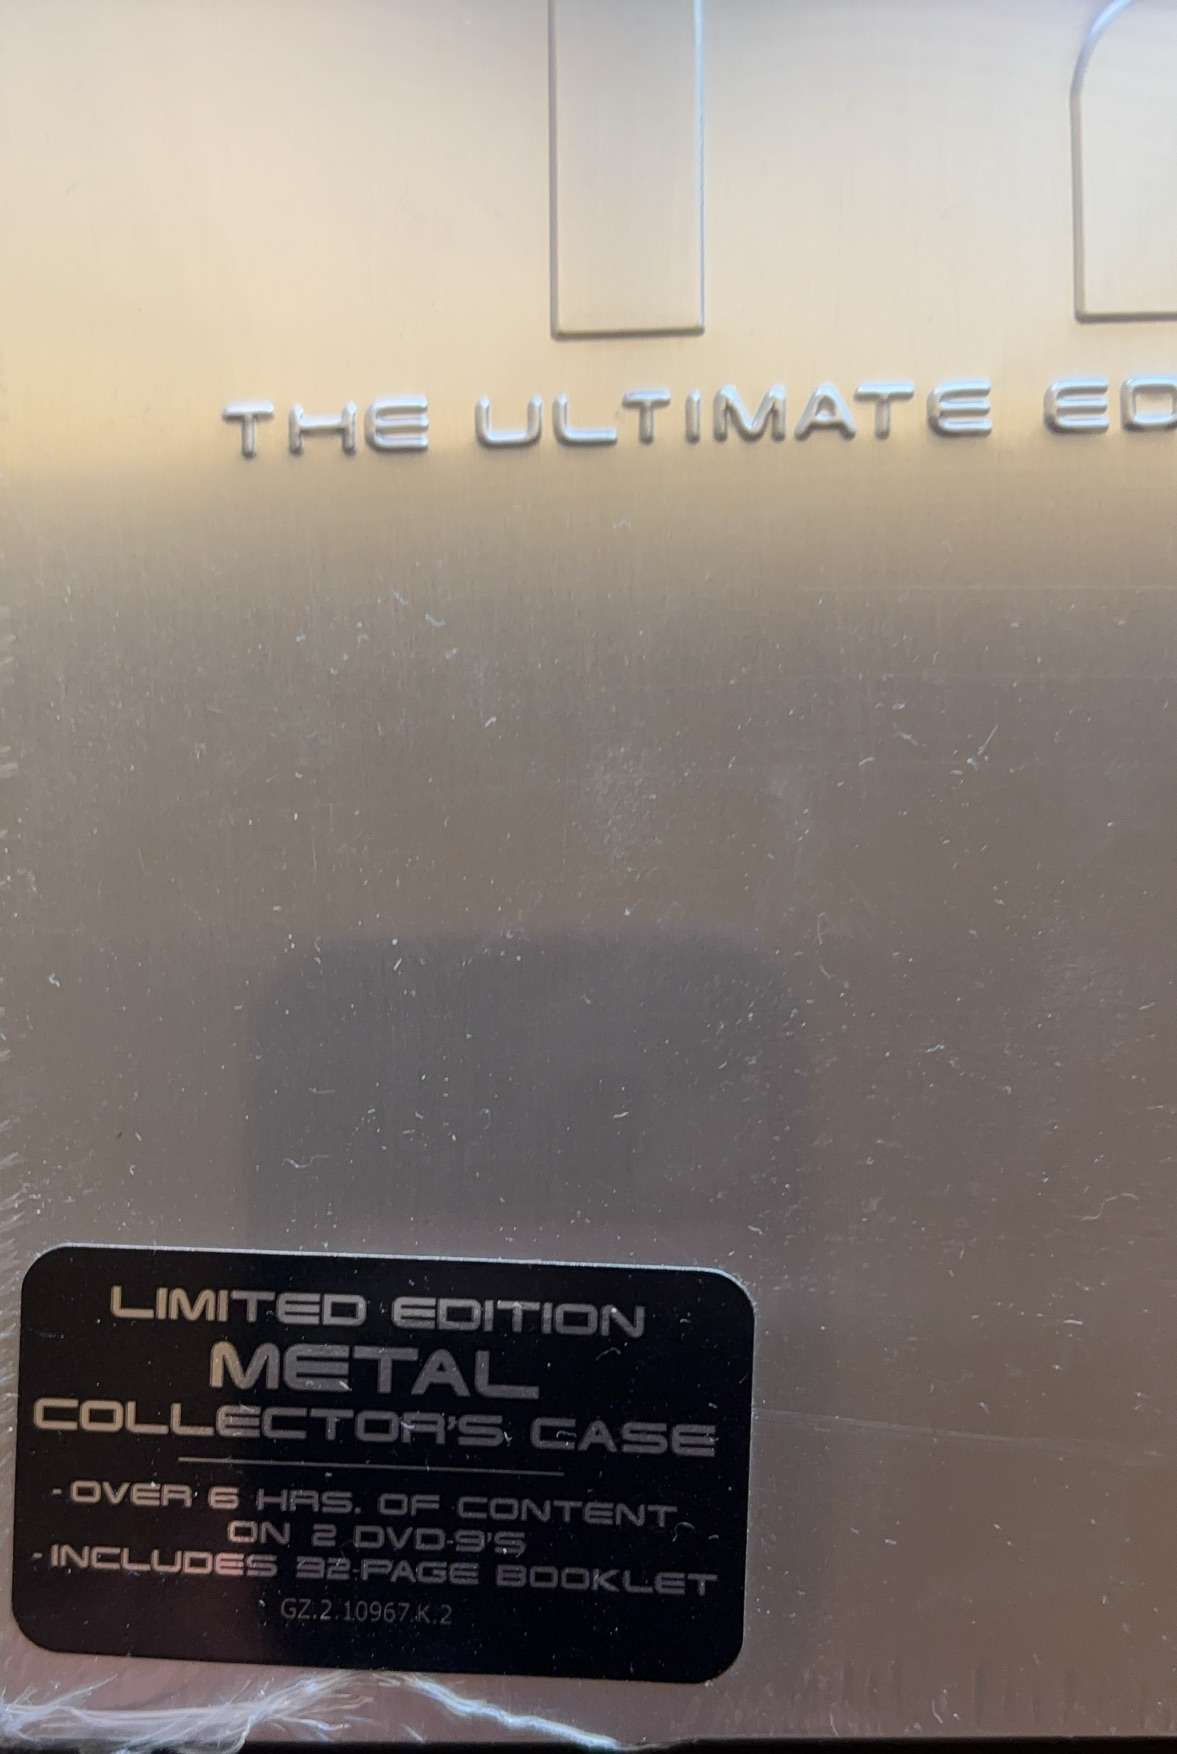 THE ULTIMATE ED
LIMITED EDITION
METAL
COLLECTOR'S CASE
- OVER 6 HRS. OF CONTENT
ON 2 DVD-9'S
- INCLUDES 32-PAGE BOOKLET
GZ.2.10967.K.2